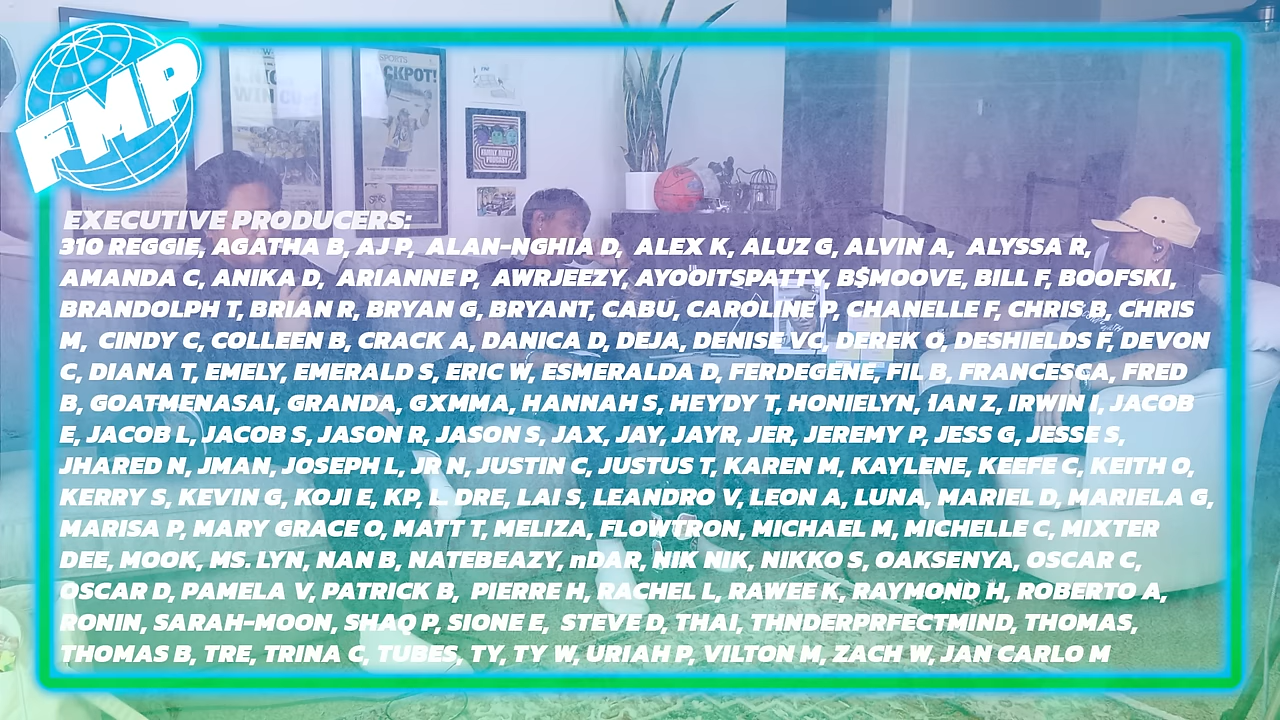 FMP
SPORTS
CKPOT!
FAMILY MART
PODCAST
EXECUTIVE PRODUCERS:
310 REGGIE, AGATHA B, AJ P, ALAN-NGHIA D, ALEX K, ALUZ G, ALVIN A, ALYSSA R,
AMANDA C, ANIKA D, ARIANNE P, AWRJEEZY, AYOOITSPATTY, B$MOOVE, BILL F, BOOFSKI,
BRANDOLPH T, BRIAN R, BRYAN G, BRYANT, CABU, CAROLINE P, CHANELLE F, CHRIS B, CHRIS
M, CINDY C, COLLEEN B, CRACK A, DANICA D, DEJA, DENISE VC, DEREK O, DESHIELDS F, DEVON
C, DIANA T, EMELY, EMERALD S, ERIC W, ESMERALDA D, FERDEGENE, FIL B, FRANCESCA, FRED
B, GOATMENASAI, GRANDA, GXMMA, HANNAH S, HEYDY T, HONIELYN, 1AN Z, IRWIN I, JACOB
E, JACOB L, JACOB S, JASON R, JASON S, JAX, JAY, JAYR, JER, JEREMY P, JESS G, JESSE S,
JHARED N, JMAN, JOSEPH L, JR N, JUSTIN C, JUSTUS T, KAREN M, KAYLENE, KEEFE C, KEITH O,
KERRY S, KEVIN G, KOJI E, KP, L. DRE, LAI S, LEANDRO V, LEON A, LUNA, MARIEL D, MARIELA G,
MARISA P, MARY GRACE O, MATT T, MELIZA, FLOWTRON, MICHAEL M, MICHELLE C, MIXTER
DEE, MOOK, MS. LYN, NAN B, NATEBEAZY, nDAR, NIK NIK, NIKKO S, OAKSENYA, OSCAR C,
OSCAR D, PAMELA V, PATRICK B, PIERRE H, RACHEL L, RAWEE K, RAYMOND H, ROBERTO A,
RONIN, SARAH-MOON, SHAQ P, SIONE E, STEVE D, THAI, THNDERPRFECTMIND, THOMAS,
THOMAS B, TRE, TRINA C, TUBES TY, TY W, URIAH P, VILTON M, ZACH W, JAN CARLO M